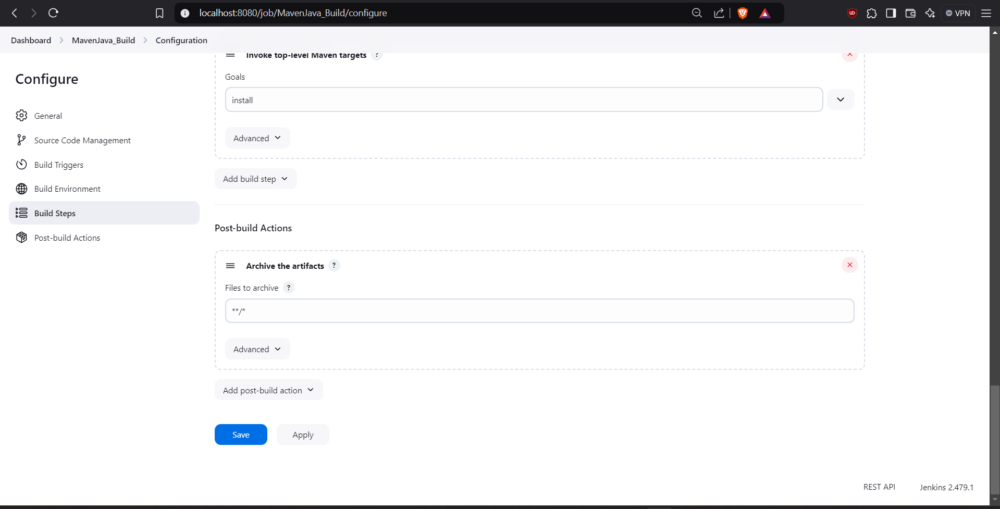 localhost:8080/job/MavenJava_Build/configure
VPN
Dashboard > MavenJava_Build > Configuration
Invoke top-level Maven targets ?
Configure
Goals
install
General
Source Code Management
Advanced
Build Triggers
Add build step
Build Environment
Build Steps
Post-build Actions
Post-build Actions
Archive the artifacts ?
Files to archive ?
**/*
Advanced
Add post-build action
Save
Apply
REST API
Jenkins 2.479.1